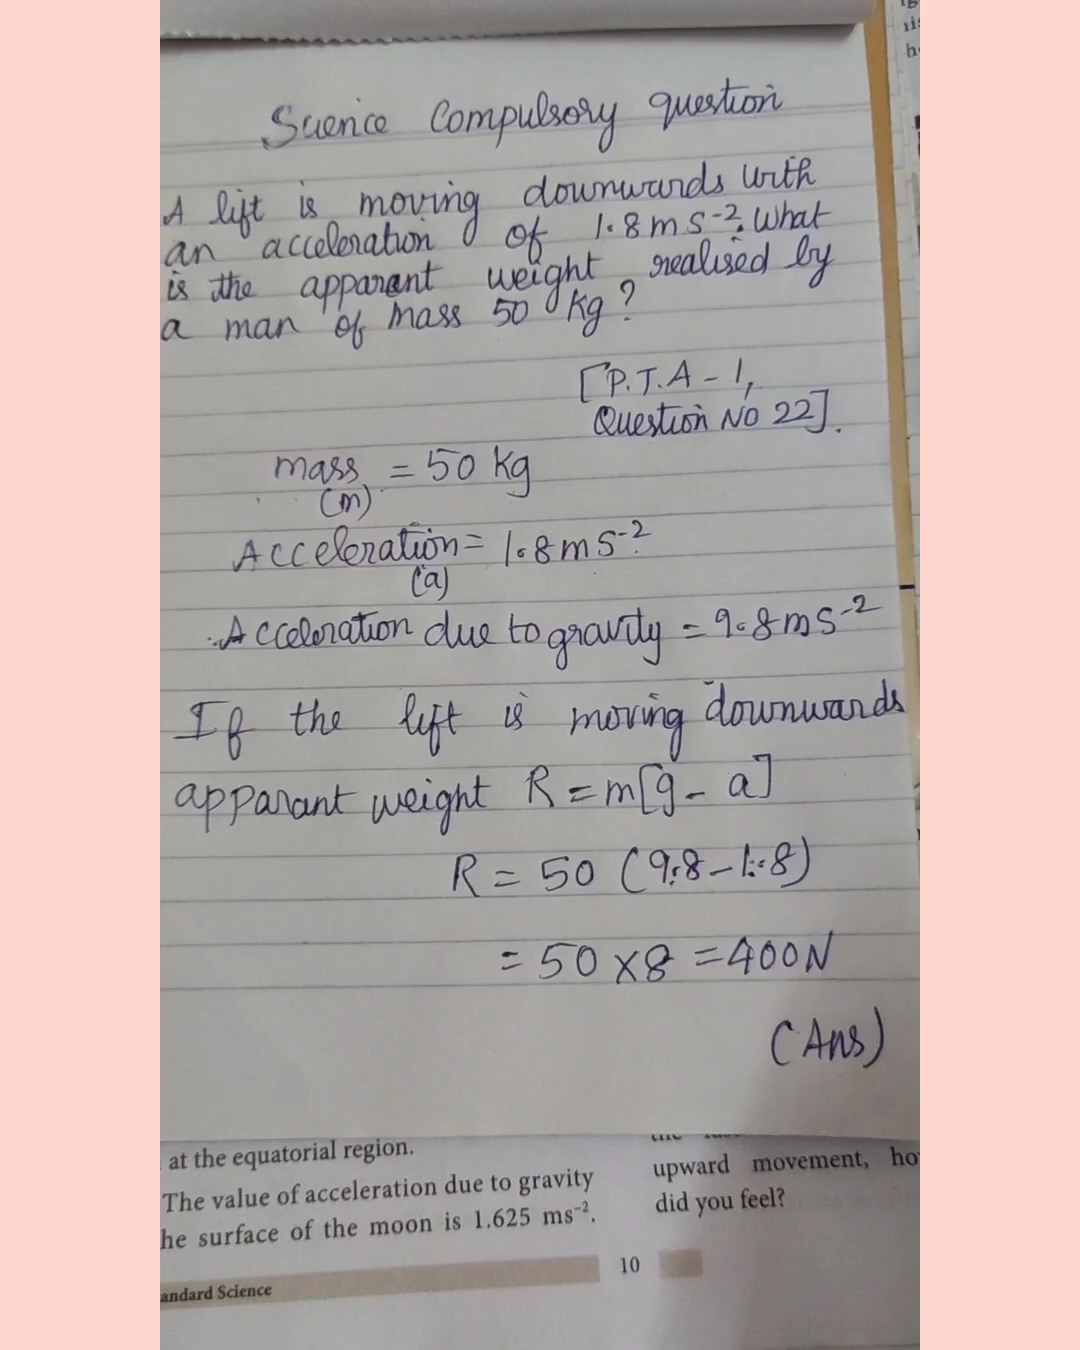 Science Compulsory question
A lift is moving downwards with
an acceleration of 1.8 m s-2. What
is the apparent weight realised by
a man of mass 50 kg?
[P.T.A - 1,
Question No 22].
mass = 50 kg
(m)
Acceleration = 1.8 m s-2
(a)
Acceleration due to gravity = 9.8 m s-2
If the lift is moving downwards
apparant weight R = m[g - a]
R = 50 (9.8 - 1.8)
= 50 × 8 = 400N
(Ans)
at the equatorial region.
The value of acceleration due to gravity
he surface of the moon is 1.625 ms⁻².
andard Science
10
upward movement, ho
did you feel?